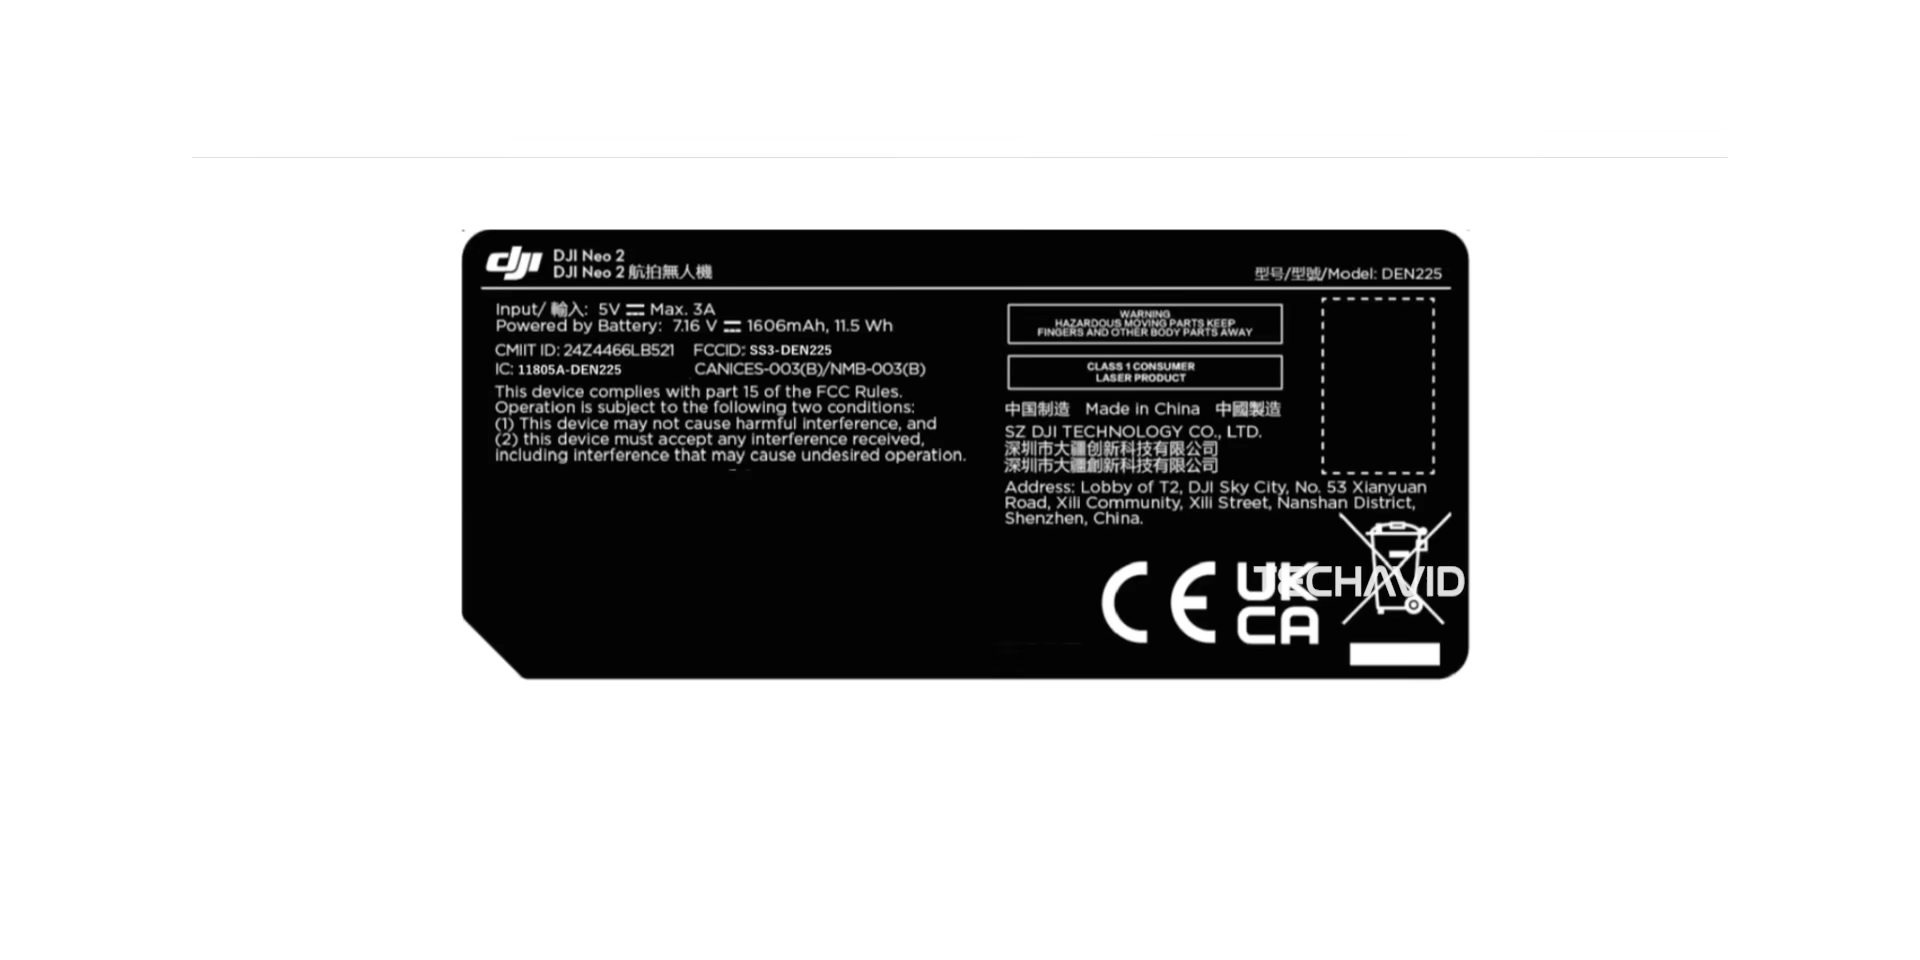 dji
DJI Neo 2
DJI Neo 2 航拍無人機
型号/型號/Model: DEN225
Input/ 輸入: 5V ⎓ Max. 3A
Powered by Battery: 7.16 V ⎓ 1606mAh, 11.5 Wh
CMIIT ID: 24Z4466LB521 FCCID: SS3-DEN225
IC: 11805A-DEN225 CANICES-003(B)/NMB-003(B)
This device complies with part 15 of the FCC Rules.
Operation is subject to the following two conditions:
(1) This device may not cause harmful interference, and
(2) this device must accept any interference received,
including interference that may cause undesired operation.
WARNING
HAZARDOUS MOVING PARTS KEEP
FINGERS AND OTHER BODY PARTS AWAY
CLASS 1 CONSUMER
LASER PRODUCT
中国制造 Made in China 中國製造
SZ DJI TECHNOLOGY CO., LTD.
深圳市大疆创新科技有限公司
深圳市大疆創新科技有限公司
Address: Lobby of T2, DJI Sky City, No. 53 Xianyuan
Road, Xili Community, Xili Street, Nanshan District,
Shenzhen, China.
CE
UK
CA
TECHAVID